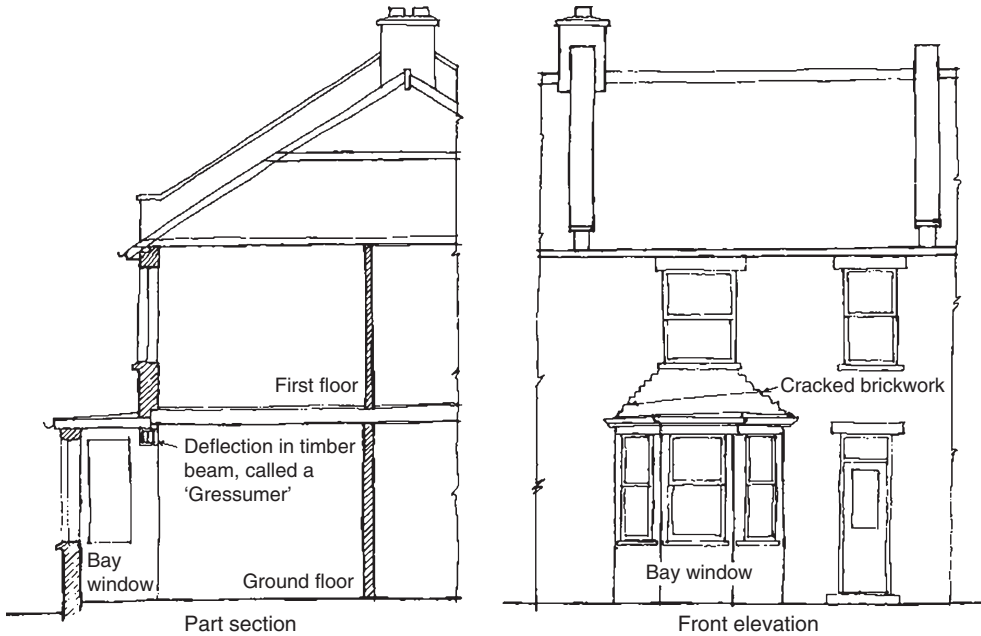 First floor
Deflection in timber
beam, called a
‘Gressumer’
Bay
window
Ground floor
Part section
Cracked brickwork
Bay window
Front elevation